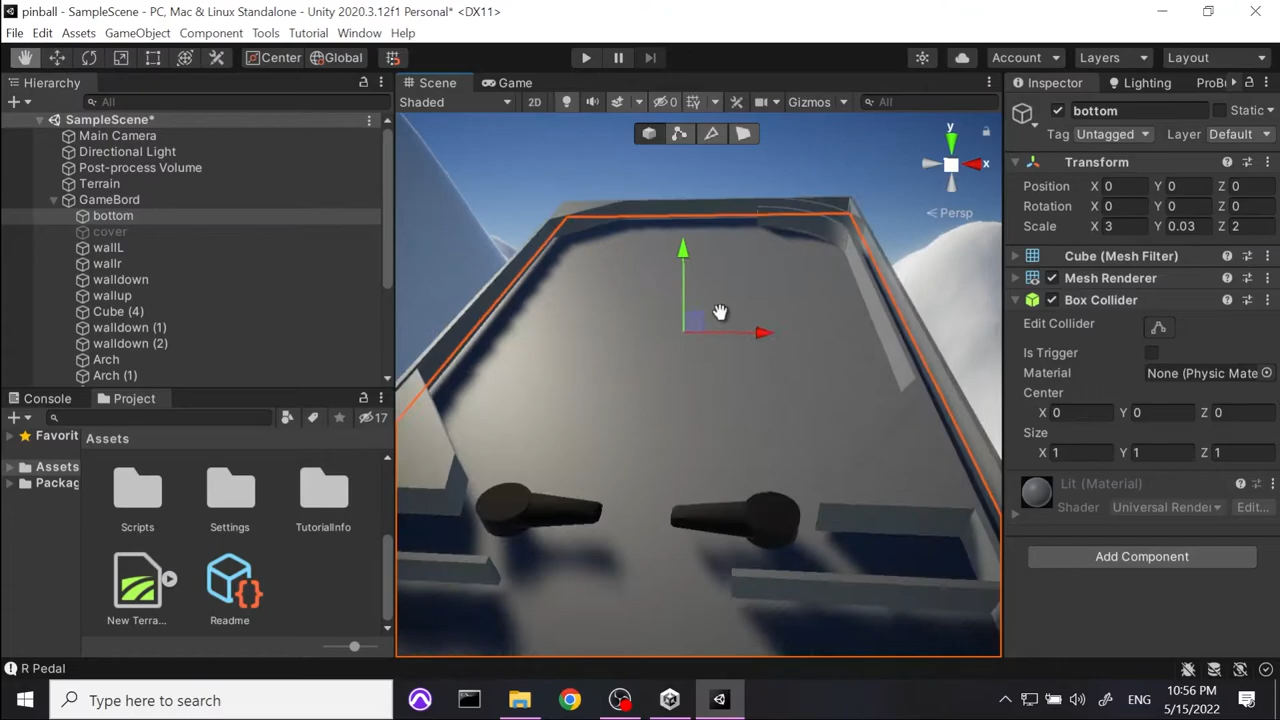 pinball - SampleScene - PC, Mac & Linux Standalone - Unity 2020.3.12f1 Personal* <DX11>
File Edit Assets GameObject Component Tools Tutorial Window Help
Center Global Account Layers Layout
Hierarchy
All
SampleScene*
Main Camera
Directional Light
Post-process Volume
Terrain
GameBord
bottom
cover
wallL
wallr
walldown
wallup
Cube (4)
walldown (1)
walldown (2)
Arch
Arch (1)
Scene Game
Shaded 2D 0 Gizmos All
y
x
Persp
Console Project
17
Favorit
Assets
Packag
Assets
Scripts Settings TutorialInfo
New Terra... Readme
Inspector Lighting ProBu
bottom Static
Tag Untagged Layer Default
Transform
Position X 0 Y 0 Z 0
Rotation X 0 Y 0 Z 0
Scale X 3 Y 0.03 Z 2
Cube (Mesh Filter)
Mesh Renderer
Box Collider
Edit Collider
Is Trigger
Material None (Physic Mate
Center
X 0 Y 0 Z 0
Size
X 1 Y 1 Z 1
Lit (Material)
Shader Universal Render Edit...
Add Component
R Pedal
Type here to search
ENG
10:56 PM
5/15/2022